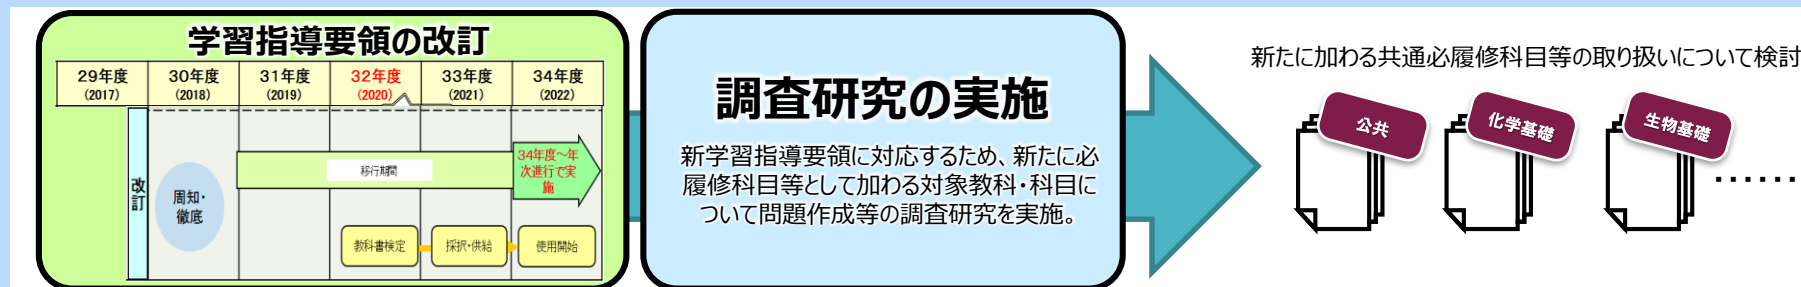 学習指導要領の改訂
29年度 30年度 31年度 32年度 33年度 34年度
(2017) (2018) (2019) (2020) (2021) (2022)
改訂
周知・
徹底
移行期間
34年度～年
次進行で実
施
教科書検定 採択・供給 使用開始
調査研究の実施
新学習指導要領に対応するため、新たに必
履修科目等として加わる対象教科・科目に
ついて問題作成等の調査研究を実施。
新たに加わる共通必履修科目等の取り扱いについて検討
公共 化学基礎 生物基礎 ……